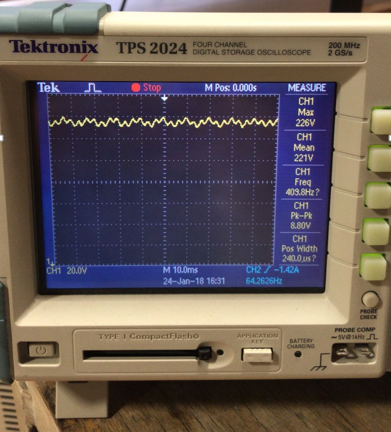 Tektronix TPS 2024 FOUR CHANNEL DIGITAL STORAGE OSCILLOSCOPE 200 MHz 2 GS/s
Tek Stop M Pos: 0.000s MEASURE
CH1
Max
226V
CH1
Mean
221V
CH1
Freq
409.8Hz?
CH1
Pk-Pk
8.80V
CH1
Pos Width
240.0µs?
CH1 20.0V M 10.0ms CH2 / -1.42A
24-Jan-18 16:31 64.2626Hz
PROBE CHECK
TYPE I CompactFlash®
APPLICATION KEY
BATTERY CHARGING
PROBE COMP
~5V@1kHz